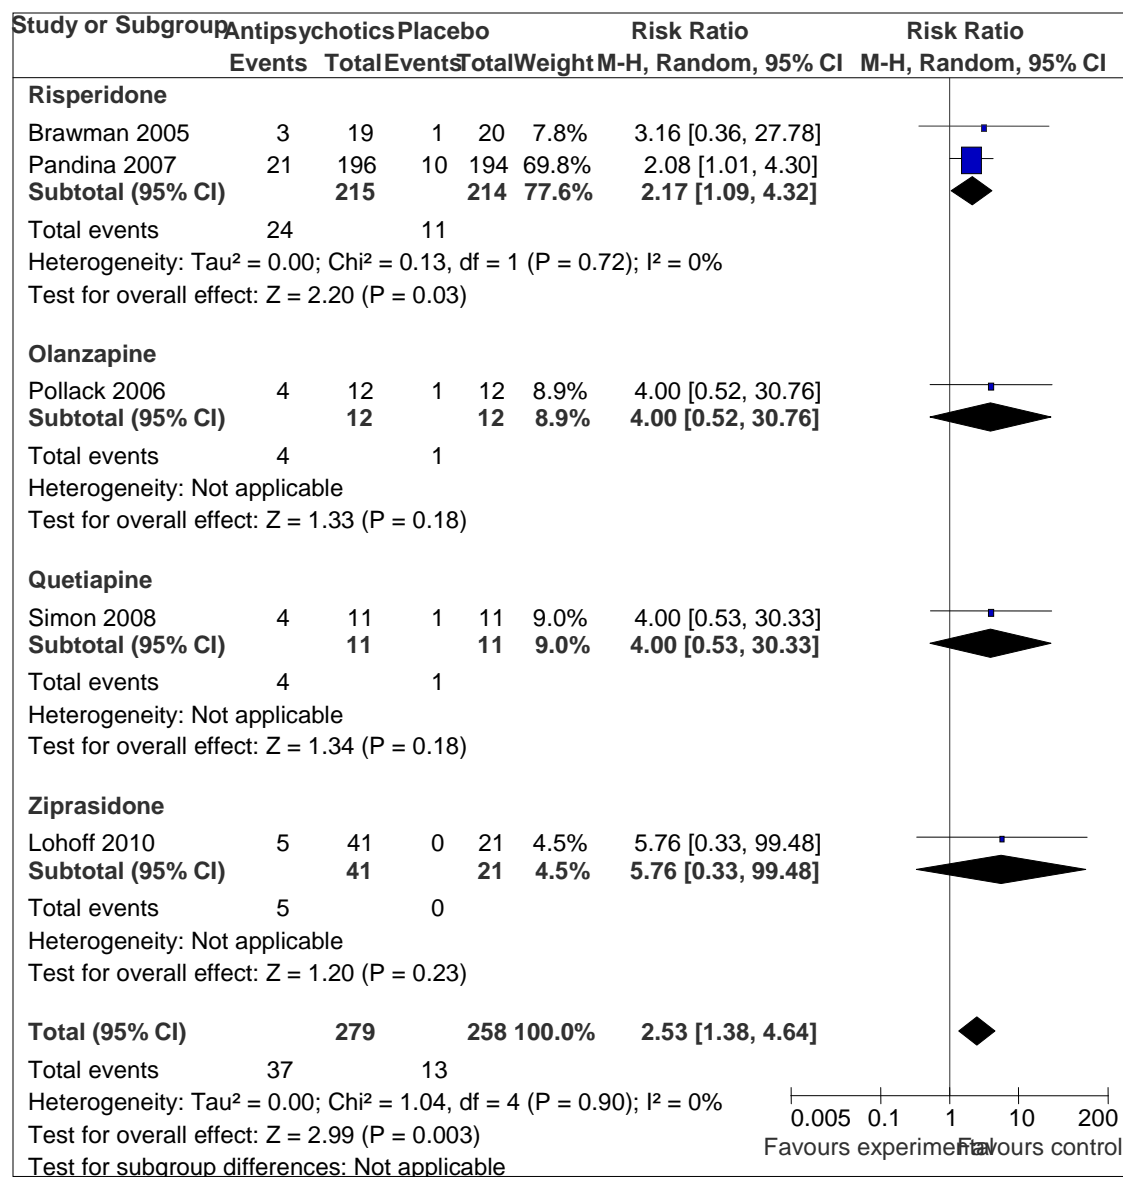 Study or Subgroup Antipsychotics Placebo Risk Ratio Risk Ratio
Events Total Events Total Weight M-H, Random, 95% CI M-H, Random, 95% CI
Risperidone
Brawman 2005 3 19 1 20 7.8% 3.16 [0.36, 27.78]
Pandina 2007 21 196 10 194 69.8% 2.08 [1.01, 4.30]
Subtotal (95% CI) 215 214 77.6% 2.17 [1.09, 4.32]
Total events 24 11
Heterogeneity: Tau² = 0.00; Chi² = 0.13, df = 1 (P = 0.72); I² = 0%
Test for overall effect: Z = 2.20 (P = 0.03)
Olanzapine
Pollack 2006 4 12 1 12 8.9% 4.00 [0.52, 30.76]
Subtotal (95% CI) 12 12 8.9% 4.00 [0.52, 30.76]
Total events 4 1
Heterogeneity: Not applicable
Test for overall effect: Z = 1.33 (P = 0.18)
Quetiapine
Simon 2008 4 11 1 11 9.0% 4.00 [0.53, 30.33]
Subtotal (95% CI) 11 11 9.0% 4.00 [0.53, 30.33]
Total events 4 1
Heterogeneity: Not applicable
Test for overall effect: Z = 1.34 (P = 0.18)
Ziprasidone
Lohoff 2010 5 41 0 21 4.5% 5.76 [0.33, 99.48]
Subtotal (95% CI) 41 21 4.5% 5.76 [0.33, 99.48]
Total events 5 0
Heterogeneity: Not applicable
Test for overall effect: Z = 1.20 (P = 0.23)
Total (95% CI) 279 258 100.0% 2.53 [1.38, 4.64]
Total events 37 13
Heterogeneity: Tau² = 0.00; Chi² = 1.04, df = 4 (P = 0.90); I² = 0%
Test for overall effect: Z = 2.99 (P = 0.003)
Test for subgroup differences: Not applicable
0.005 0.1 1 10 200
Favours experimental Favours control